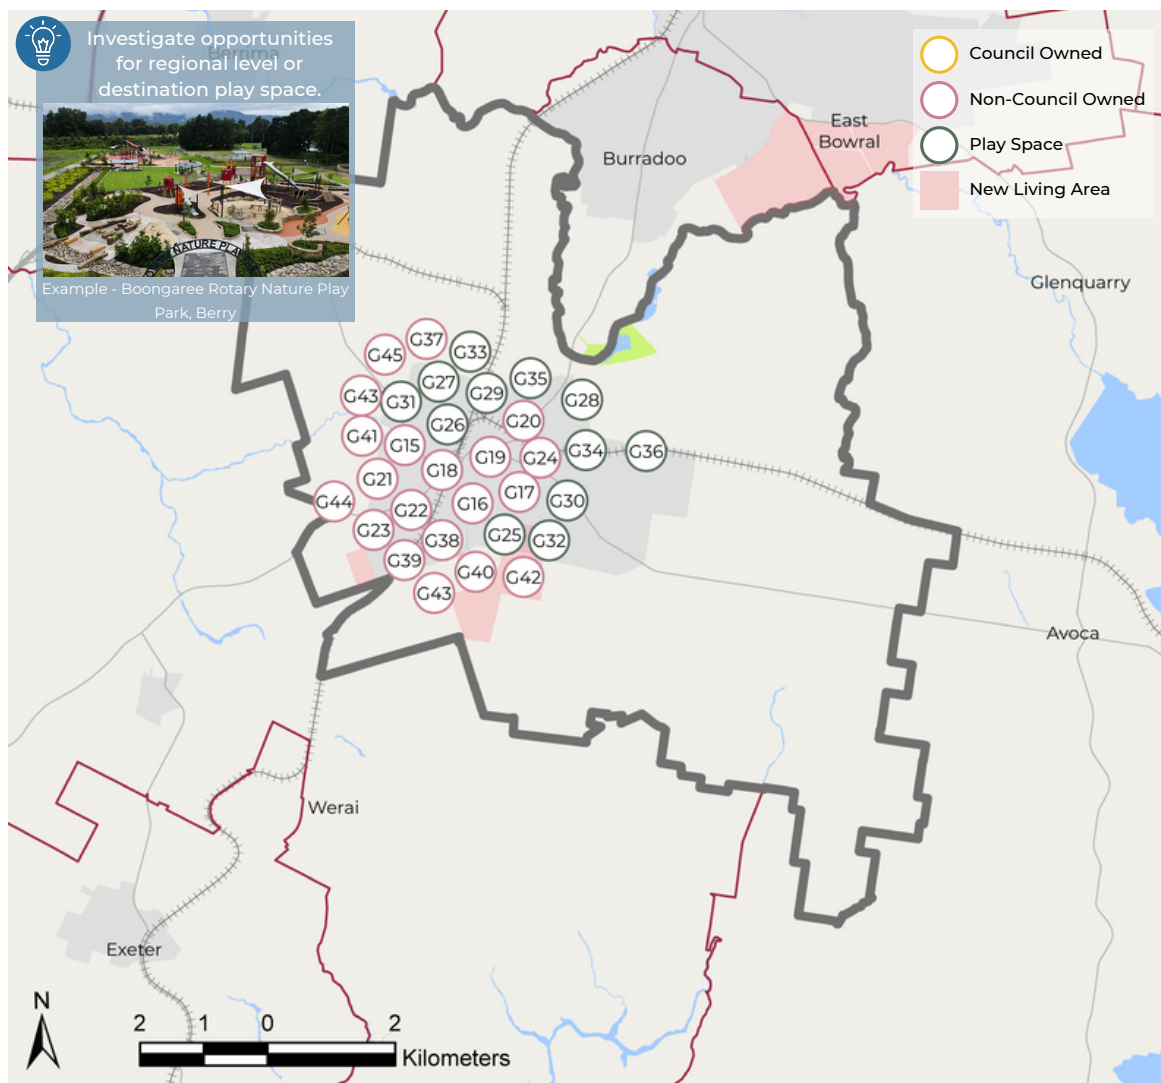 Investigate opportunities
for regional level or
destination play space.
Berrima
NATURE PLA
Example - Boongaree Rotary Nature Play
Park, Berry
Council Owned
Non-Council Owned
Play Space
New Living Area
East
Bowral
Burradoo
Glenquarry
G37
G45
G33
G27
G35
G29
G43
G31
G28
G26
G20
G41
G15
G34
G36
G19
G24
G18
G21
G17
G44
G16
G30
G22
G23
G25
G38
G32
G39
G40
G42
G43
Avoca
Werai
Exeter
N
2 1 0 2
Kilometers